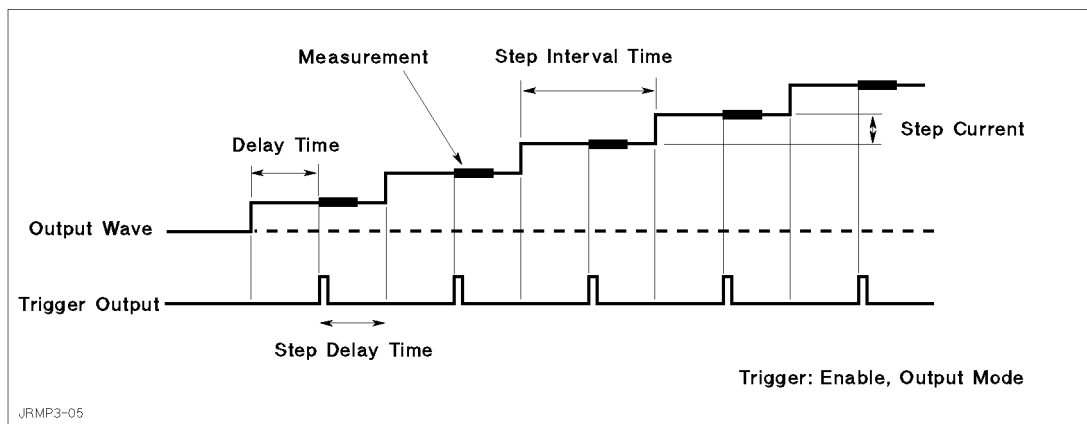 Measurement
Step Interval Time
Delay Time
Step Current
Output Wave
Trigger Output
Step Delay Time
Trigger: Enable, Output Mode
JRMP3-05